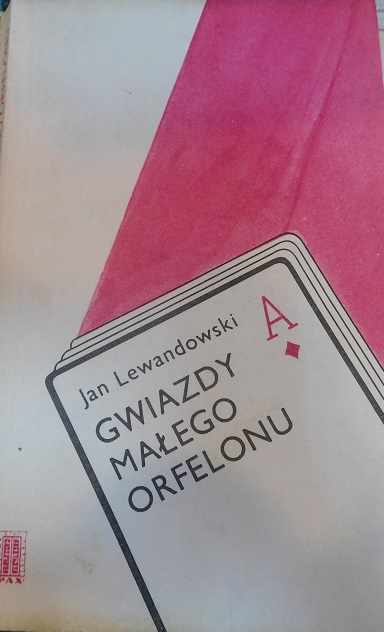 Jan Lewandowski
A
GWIAZDY
MAŁEGO
ORFELONU
PAX